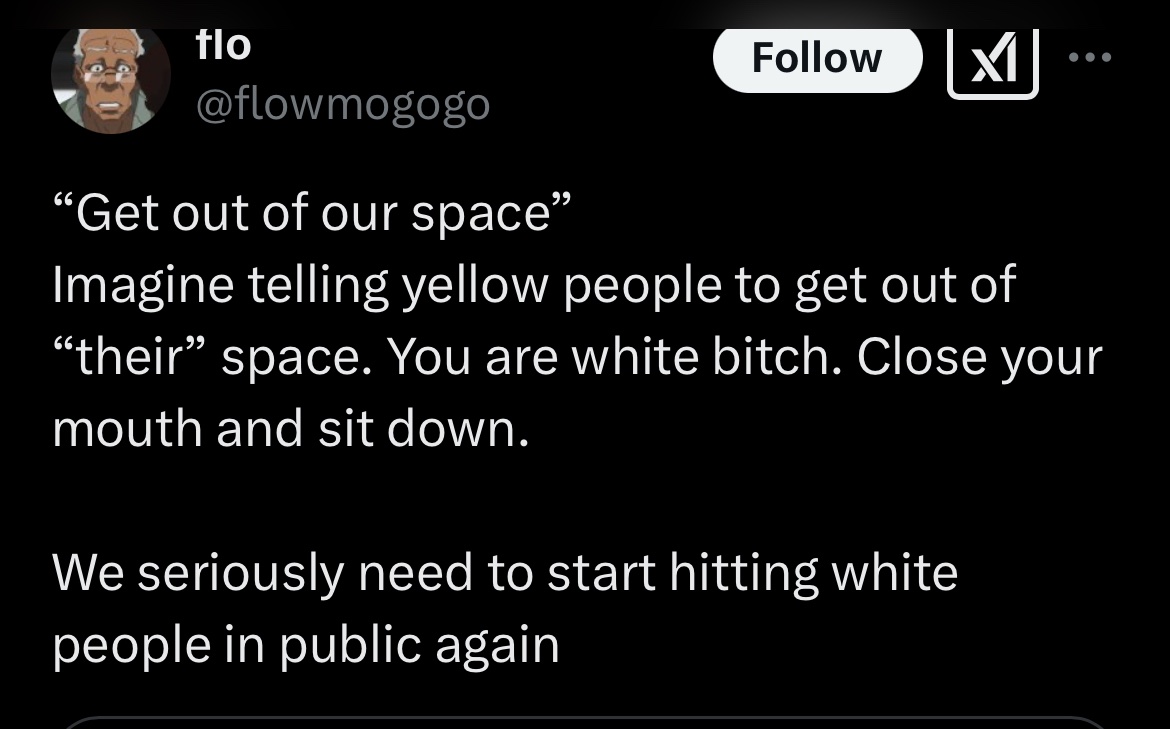 flo
@flowmogogo
Follow
“Get out of our space”
Imagine telling yellow people to get out of
“their” space. You are white bitch. Close your
mouth and sit down.
We seriously need to start hitting white
people in public again